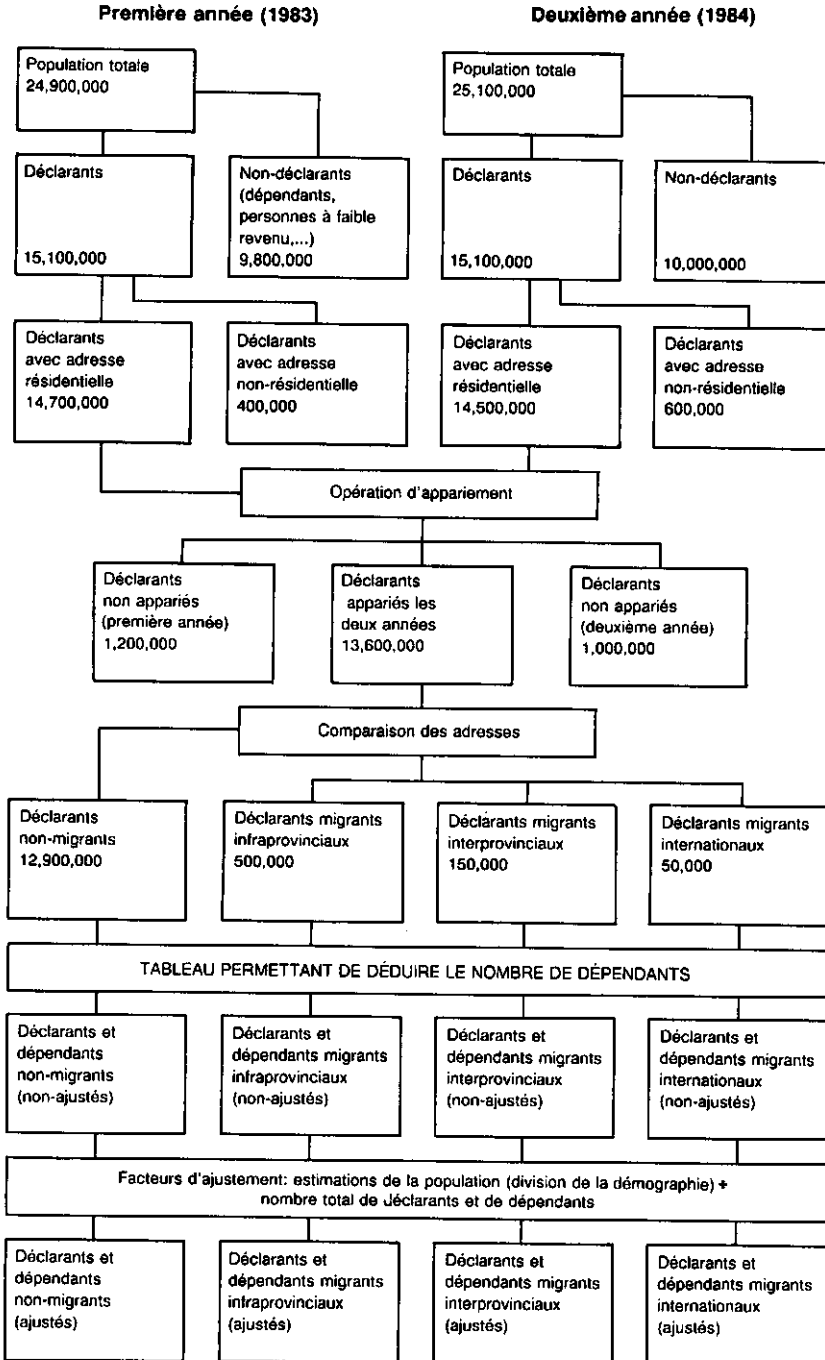 Première année (1983)
Deuxième année (1984)
Population totale
24,900,000
Population totale
25,100,000
Déclarants
15,100,000
Non-déclarants
(dépendants,
personnes à faible
revenu,...)
9,800,000
Déclarants
15,100,000
Non-déclarants
10,000,000
Déclarants
avec adresse
résidentielle
14,700,000
Déclarants
avec adresse
non-résidentielle
400,000
Déclarants
avec adresse
résidentielle
14,500,000
Déclarants
avec adresse
non-résidentielle
600,000
Opération d'appariement
Déclarants
non appariés
(première année)
1,200,000
Déclarants
appariés les
deux années
13,600,000
Déclarants
non appariés
(deuxième année)
1,000,000
Comparaison des adresses
Déclarants
non-migrants
12,900,000
Déclarants migrants
infraprovinciaux
500,000
Déclarants migrants
interprovinciaux
150,000
Déclarants migrants
internationaux
50,000
TABLEAU PERMETTANT DE DÉDUIRE LE NOMBRE DE DÉPENDANTS
Déclarants et
dépendants
non-migrants
(non-ajustés)
Déclarants et
dépendants migrants
infraprovinciaux
(non-ajustés)
Déclarants et
dépendants migrants
interprovinciaux
(non-ajustés)
Déclarants et
dépendants migrants
internationaux
(non-ajustés)
Facteurs d'ajustement: estimations de la population (division de la démographie) +
nombre total de déclarants et de dépendants
Déclarants et
dépendants
non-migrants
(ajustés)
Déclarants et
dépendants migrants
infraprovinciaux
(ajustés)
Déclarants et
dépendants migrants
interprovinciaux
(ajustés)
Déclarants et
dépendants migrants
internationaux
(ajustés)